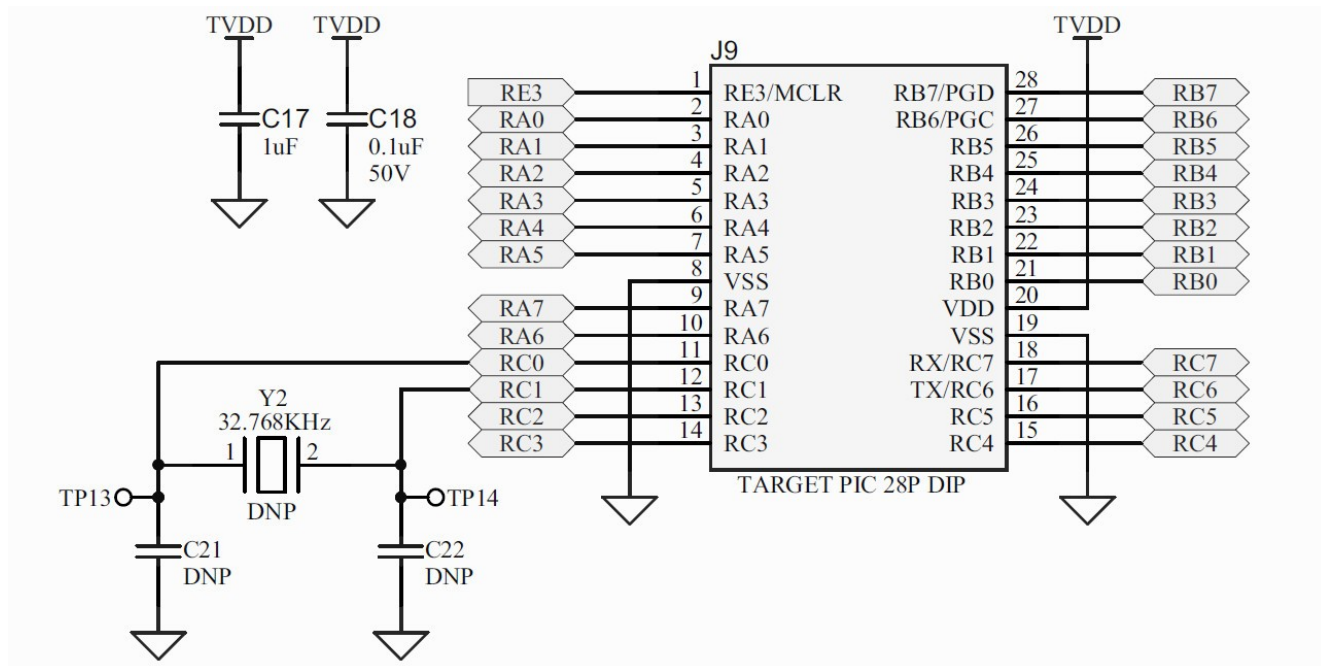 TVDD
TVDD
C17
1uF
C18
0.1uF
50V
J9
TVDD
RE3 1 RE3/MCLR RB7/PGD 28 RB7
RA0 2 RA0 RB6/PGC 27 RB6
RA1 3 RA1 RB5 26 RB5
RA2 4 RA2 RB4 25 RB4
RA3 5 RA3 RB3 24 RB3
RA4 6 RA4 RB2 23 RB2
RA5 7 RA5 RB1 22 RB1
8 VSS RB0 21 RB0
RA7 9 RA7 VDD 20
RA6 10 RA6 VSS 19
RC0 11 RC0 RX/RC7 18 RC7
RC1 12 RC1 TX/RC6 17 RC6
RC2 13 RC2 RC5 16 RC5
RC3 14 RC3 RC4 15 RC4
TARGET PIC 28P DIP
Y2
32.768KHz
1 2
DNP
TP13
TP14
C21
DNP
C22
DNP